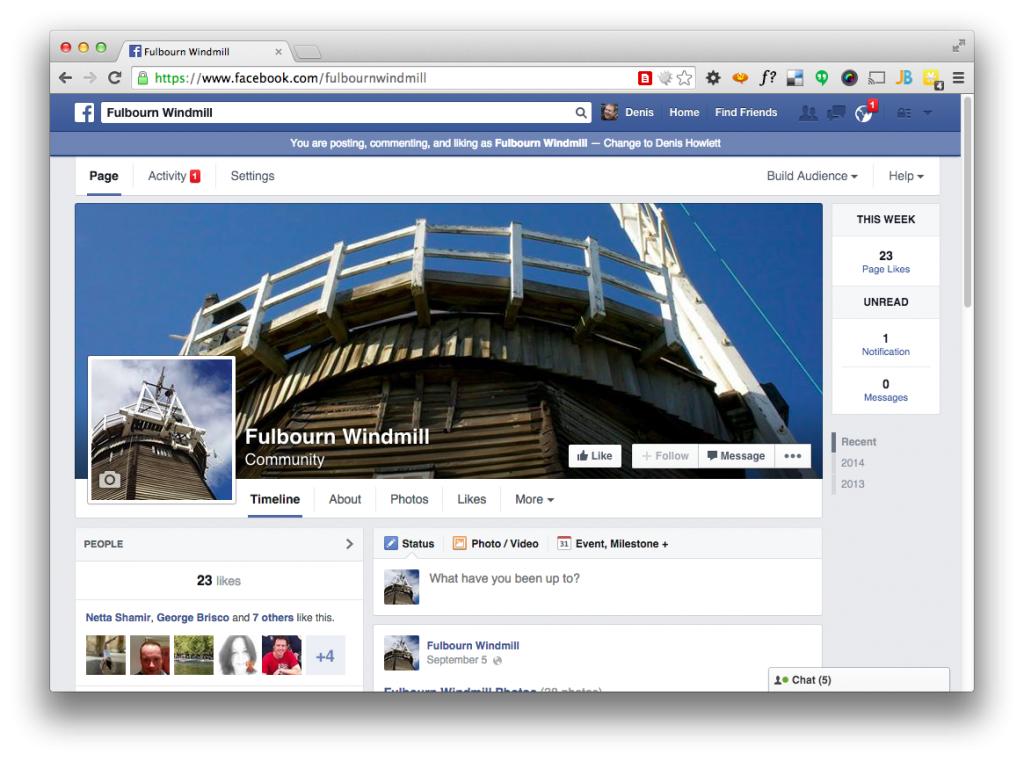 Fulbourn Windmill
https://www.facebook.com/fulbournwindmill
f?
JB
4
Fulbourn Windmill
Denis
Home
Find Friends
1
You are posting, commenting, and liking as Fulbourn Windmill — Change to Denis Howlett
Page
Activity 1
Settings
Build Audience
Help
THIS WEEK
23
Page Likes
UNREAD
1
Notification
0
Messages
Recent
2014
2013
Fulbourn Windmill
Community
Like
+ Follow
Message
Timeline
About
Photos
Likes
More
PEOPLE
23 likes
Netta Shamir, George Brisco and 7 others like this.
+4
Status
Photo / Video
31 Event, Milestone +
What have you been up to?
Fulbourn Windmill
September 5
Fulbourn Windmill Photos (28 photos)
Chat (5)